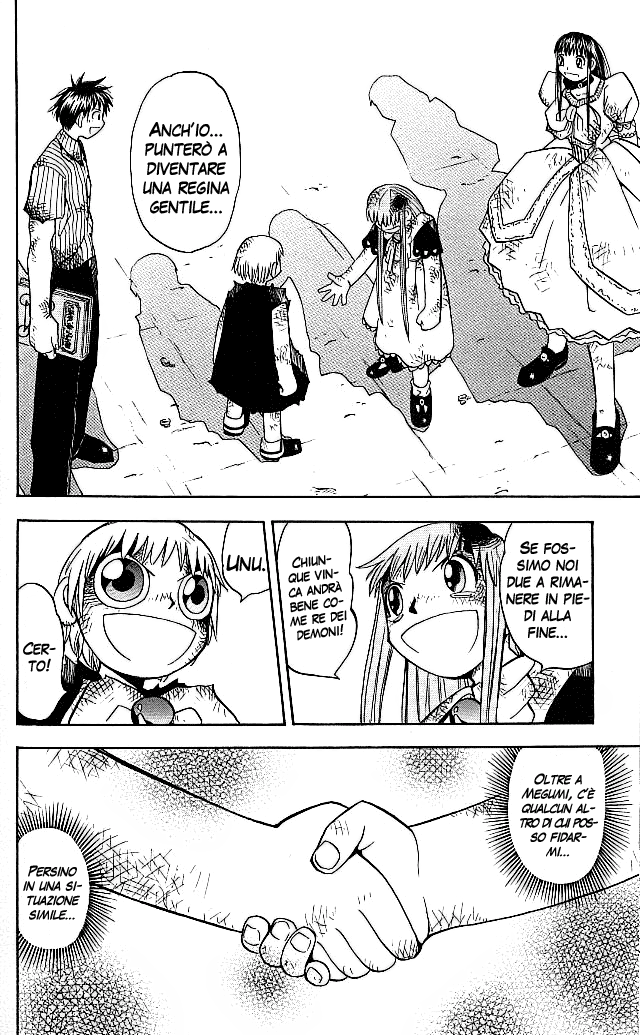 ANCH'IO...
PUNTERÒ A
DIVENTARE
UNA REGINA
GENTILE...
SE FOS-
SIMO NOI
DUE A RIMA-
NERE IN PIE-
DI ALLA
FINE...
CHIUN-
QUE VIN-
CA ANDRÀ
BENE CO-
ME RE DEI
DEMONI!
UNU.
CER-
TO!
OLTRE A
MEGUMI, C'È
QUALCUN AL-
TRO DI CUI POS-
SO FIDAR-
MI...
PERSINO
IN UNA SI-
TUAZIONE
SIMILE...